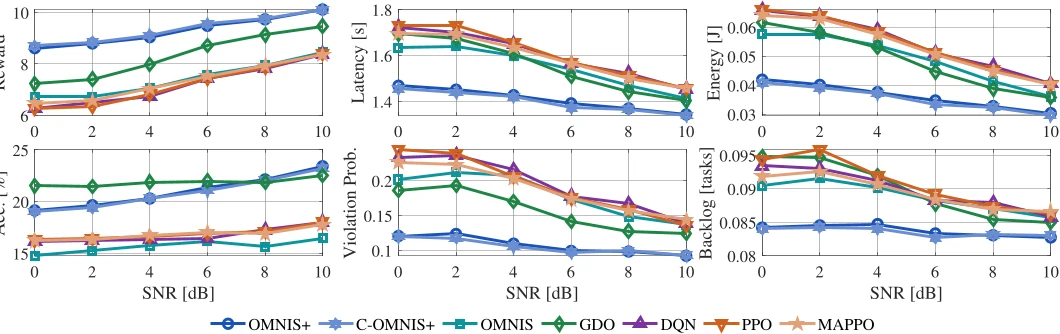 Reward
10
8
6
0 2 4 6 8 10
Latency [s]
1.8
1.6
1.4
0 2 4 6 8 10
Energy [J]
0.06
0.05
0.04
0.03
0 2 4 6 8 10
Acc. [%]
25
20
15
0 2 4 6 8 10
SNR [dB]
Violation Prob.
0.2
0.15
0.1
0 2 4 6 8 10
SNR [dB]
Backlog [tasks]
0.095
0.09
0.085
0.08
0 2 4 6 8 10
SNR [dB]
OMNIS+ C-OMNIS+ OMNIS GDO DQN PPO MAPPO